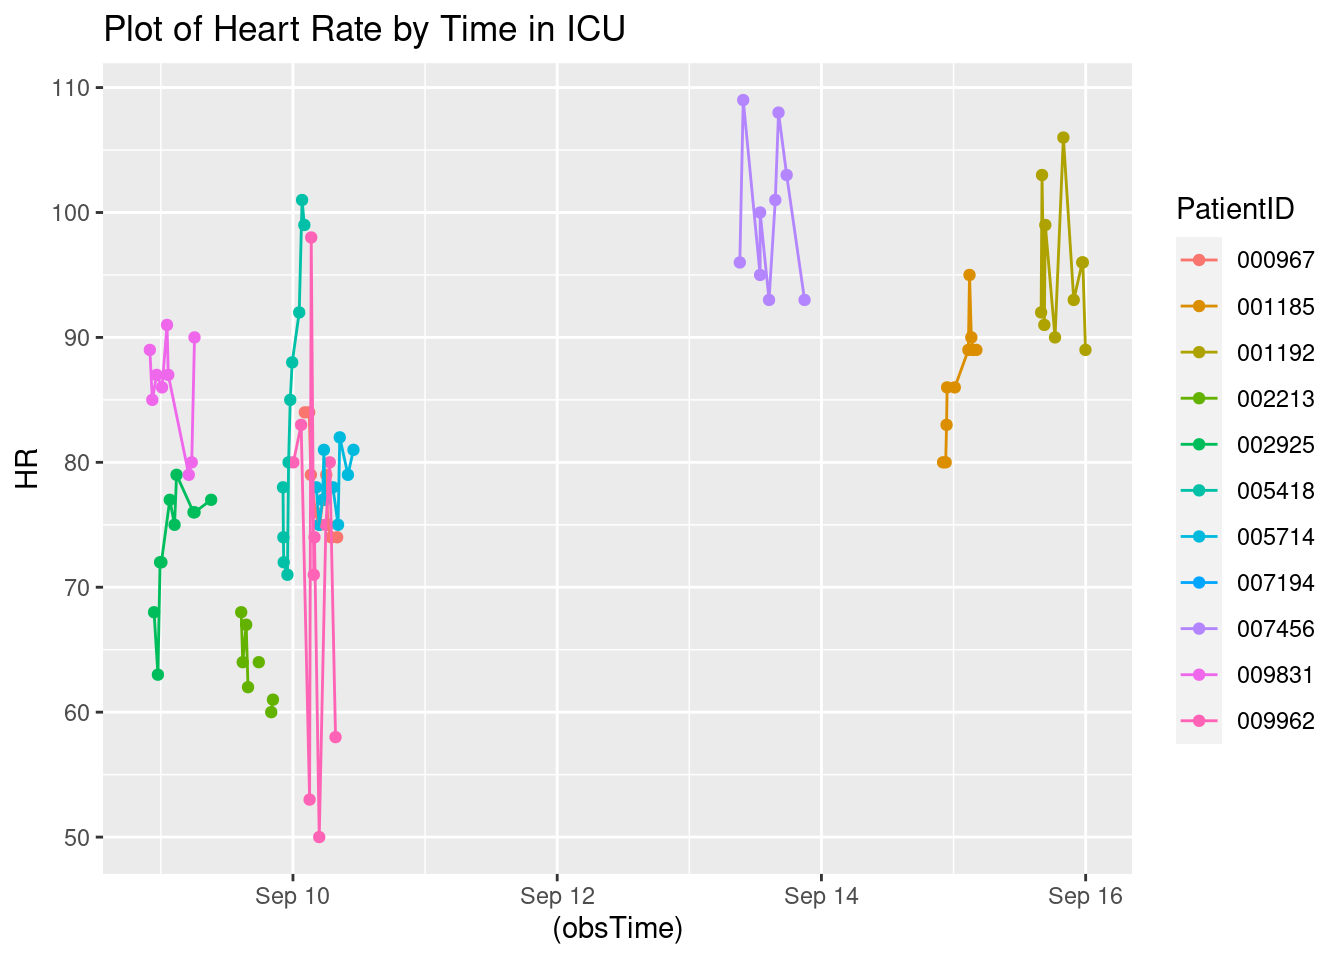 Plot of Heart Rate by Time in ICU
110
100
90
80
70
60
50
HR
Sep 10
Sep 12
Sep 14
Sep 16
(obsTime)
PatientID
000967
001185
001192
002213
002925
005418
005714
007194
007456
009831
009962